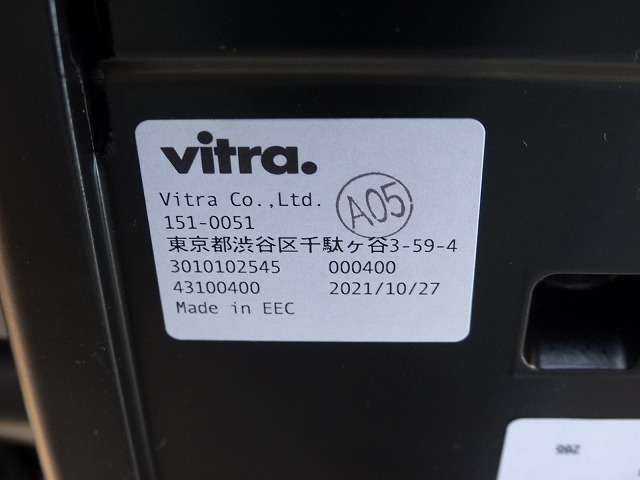 vitra.
Vitra Co.,Ltd.
A05
151-0051
東京都渋谷区千駄ヶ谷3-59-4
3010102545 000400
43100400 2021/10/27
Made in EEC